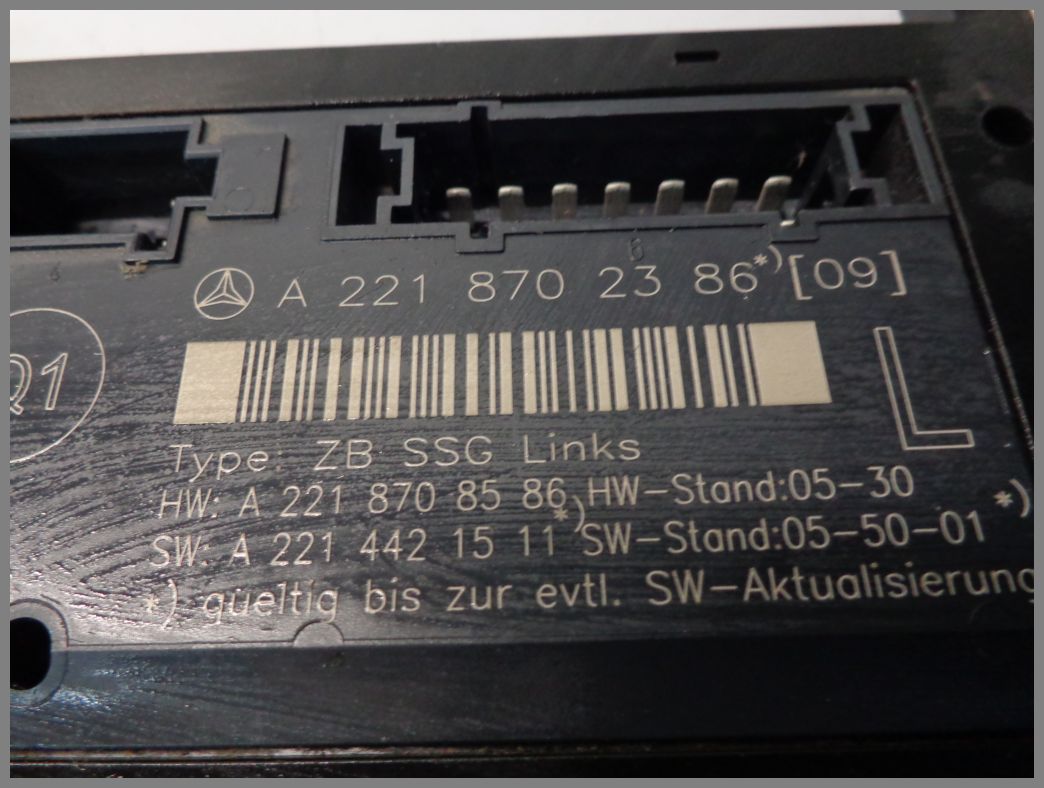 A 221 870 23 86*)[09]
Q1
L
Type: ZB SSG Links
HW: A 221 870 85 86 HW-Stand:05-30
SW: A 221 442 15 11*) SW-Stand:05-50-01 *)
*) gueltig bis zur evtl. SW-Aktualisierung